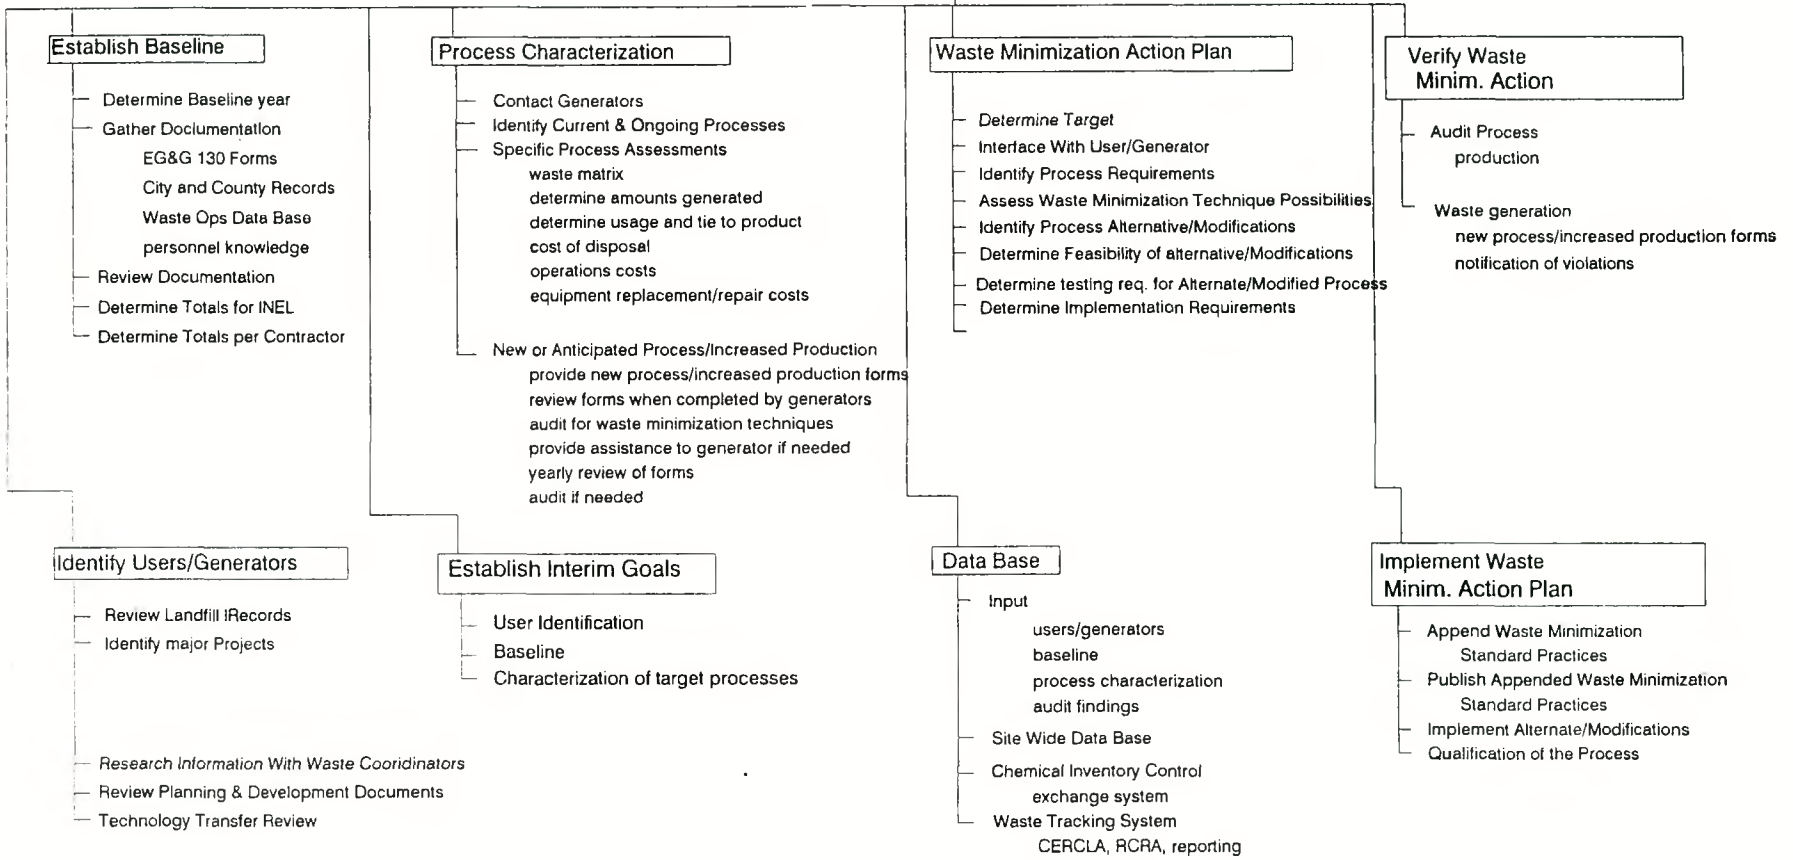 Establish Baseline
Determine Baseline year
Gather Doclumentation
EG&G 130 Forms
City and County Records
Waste Ops Data Base
personnel knowledge
Review Documentation
Determine Totals for INEL
Determine Totals per Contractor
Process Characterization
Contact Generators
Identify Current & Ongoing Processes
Specific Process Assessments
waste matrix
determine amounts generated
determine usage and tie to product
cost of disposal
operations costs
equipment replacement/repair costs
New or Anticipated Process/Increased Production
provide new process/increased production forms
review forms when completed by generators
audit for waste minimization techniques
provide assistance to generator if needed
yearly review of forms
audit if needed
Waste Minimization Action Plan
Determine Target
Interface With User/Generator
Identify Process Requirements
Assess Waste Minimization Technique Possibilities
Identify Process Alternative/Modifications
Determine Feasibility of alternative/Modifications
Determine testing req. for Alternate/Modified Process
Determine Implementation Requirements
Verify Waste
Minim. Action
Audit Process
production
Waste generation
new process/increased production forms
notification of violations
Identify Users/Generators
Review Landfill IRecords
Identify major Projects
Research Information With Waste Cooridinators
Review Planning & Development Documents
Technology Transfer Review
Establish Interim Goals
User Identification
Baseline
Characterization of target processes
Data Base
Input
users/generators
baseline
process characterization
audit findings
Site Wide Data Base
Chemical Inventory Control
exchange system
Waste Tracking System
CERCLA, RCRA, reporting
Implement Waste
Minim. Action Plan
Append Waste Minimization
Standard Practices
Publish Appended Waste Minimization
Standard Practices
Implement Alternate/Modifications
Qualification of the Process